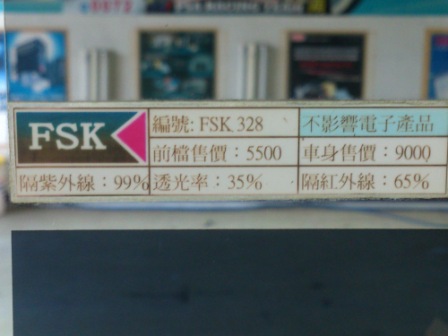 FSK
編號: FSK 328
不影響電子產品
前檔售價：5500
車身售價：9000
隔紫外線：99%
透光率：35%
隔紅外線：65%